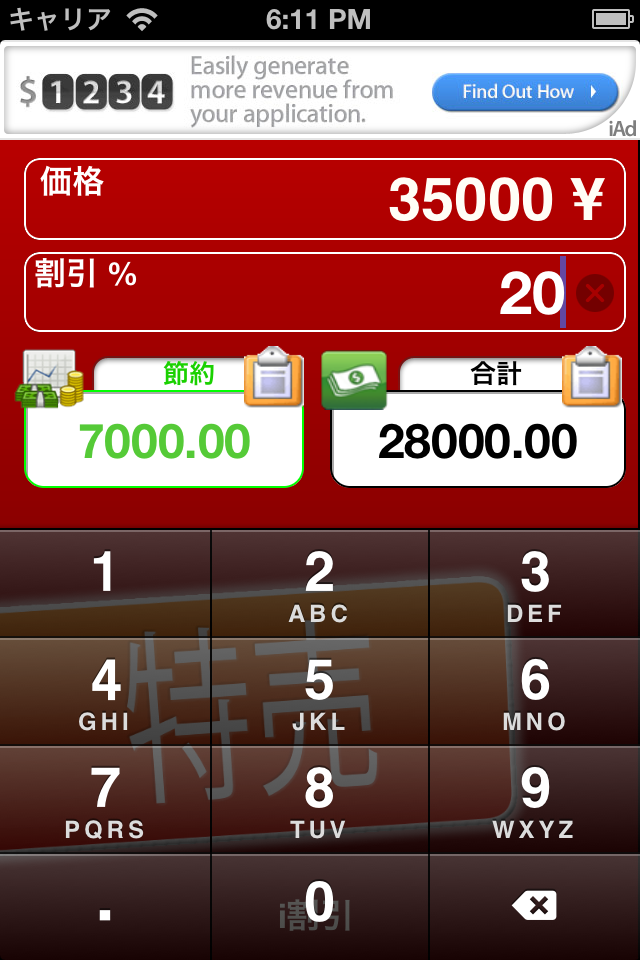 キャリア 6:11 PM
$1234
Easily generate
more revenue from
your application.
Find Out How
iAd
価格
35000 ¥
割引 %
20
節約
合計
7000.00
28000.00
1
2
ABC
3
DEF
4
GHI
5
JKL
6
MNO
7
PQRS
8
TUV
9
WXYZ
特売
.
0
i割引